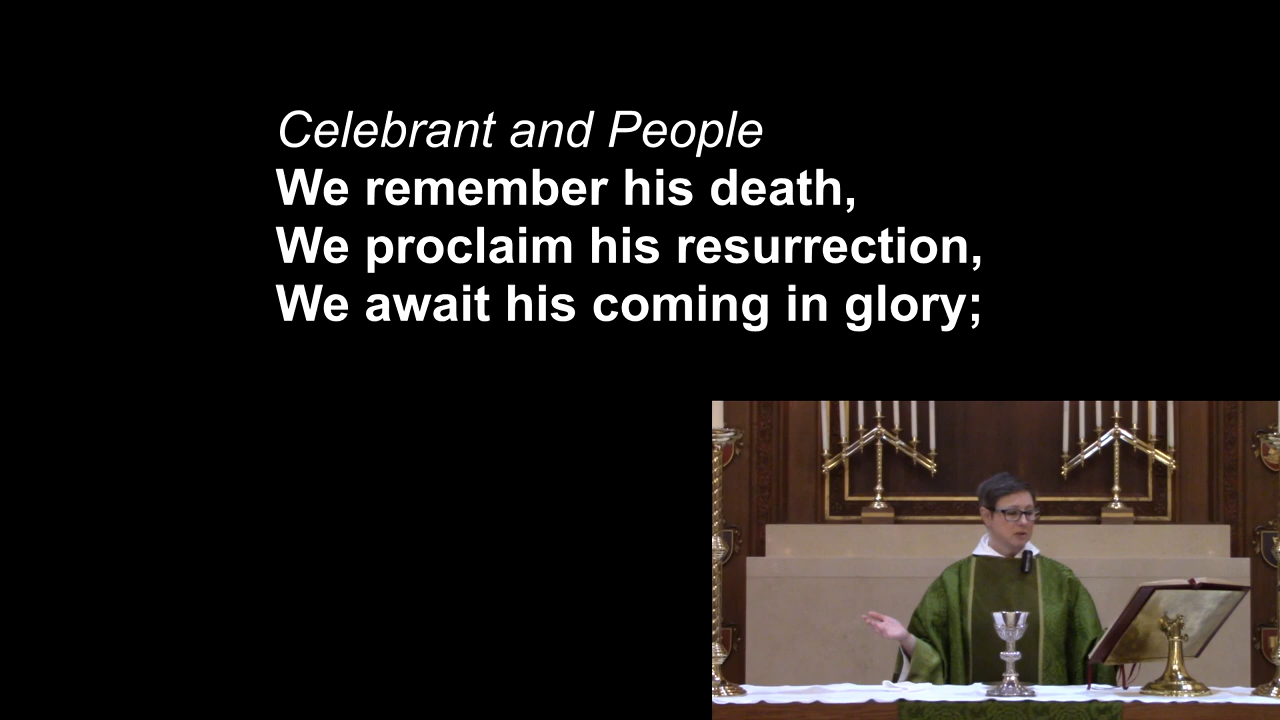 Celebrant and People
We remember his death,
We proclaim his resurrection,
We await his coming in glory;